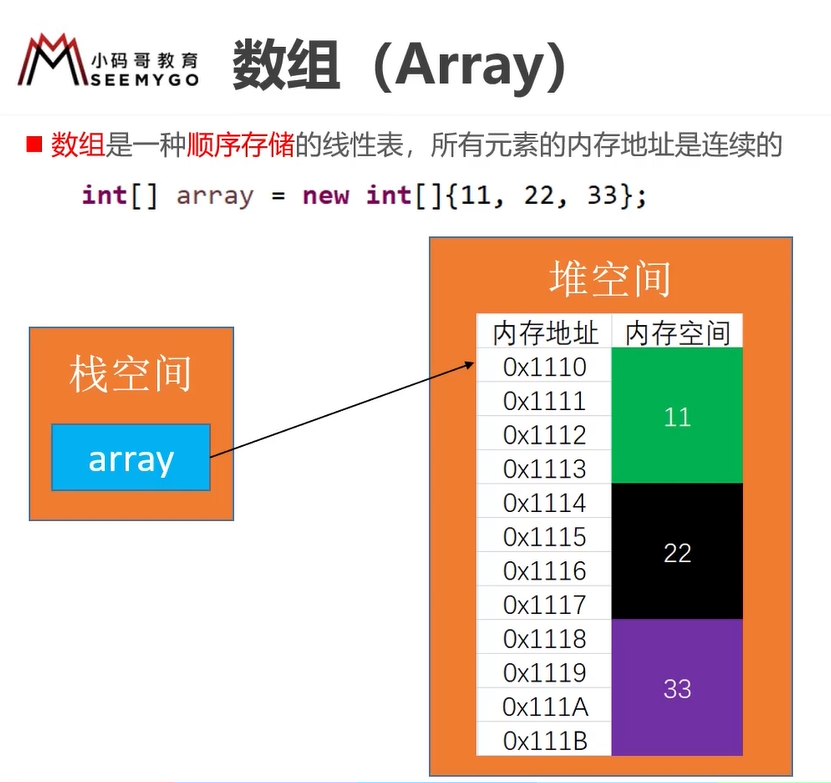 小码哥教育
SEEMYGO
数组（Array）
数组是一种顺序存储的线性表，所有元素的内存地址是连续的
int[] array = new int[]{11, 22, 33};
栈空间
array
堆空间
内存地址 内存空间
0x1110
0x1111
11
0x1112
0x1113
0x1114
0x1115
22
0x1116
0x1117
0x1118
0x1119
33
0x111A
0x111B